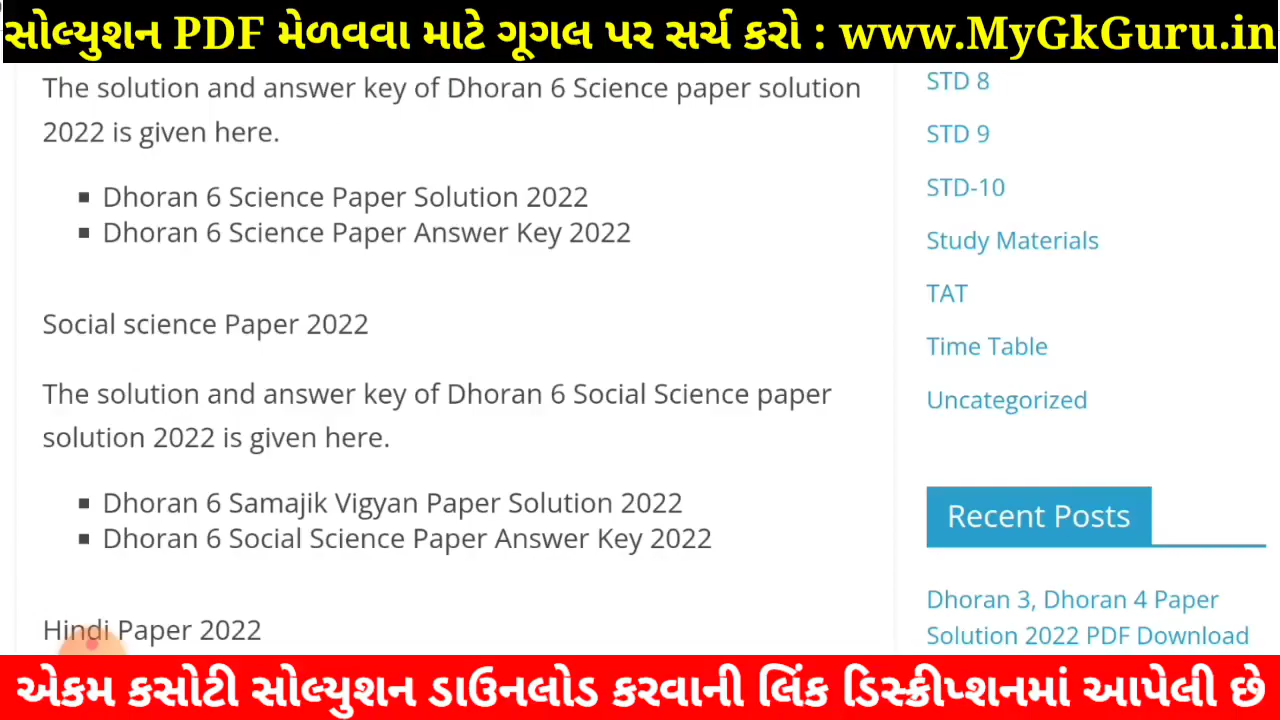 સોલ્યુશન PDF મેળવવા માટે ગૂગલ પર સર્ચ કરો : www.MyGkGuru.in
The solution and answer key of Dhoran 6 Science paper solution
2022 is given here.
▪ Dhoran 6 Science Paper Solution 2022
▪ Dhoran 6 Science Paper Answer Key 2022
Social science Paper 2022
The solution and answer key of Dhoran 6 Social Science paper
solution 2022 is given here.
▪ Dhoran 6 Samajik Vigyan Paper Solution 2022
▪ Dhoran 6 Social Science Paper Answer Key 2022
Hindi Paper 2022
STD 8
STD 9
STD-10
Study Materials
TAT
Time Table
Uncategorized
Recent Posts
Dhoran 3, Dhoran 4 Paper
Solution 2022 PDF Download
એકમ કસોટી સોલ્યુશન ડાઉનલોડ કરવાની લિંક ડિસ્ક્રીપ્શનમાં આપેલી છે